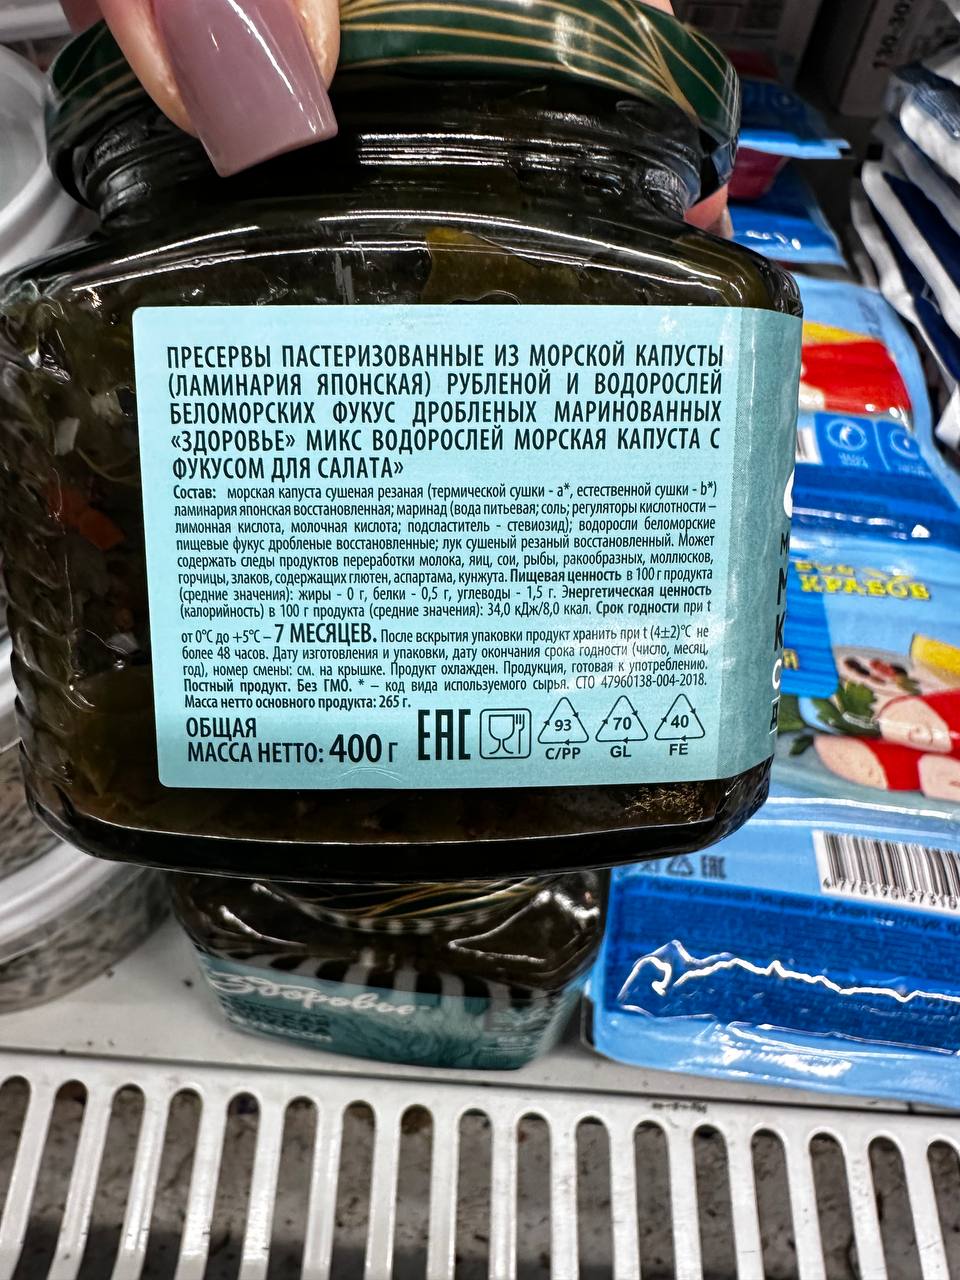 ПРЕСЕРВЫ ПАСТЕРИЗОВАННЫЕ ИЗ МОРСКОЙ КАПУСТЫ
(ЛАМИНАРИЯ ЯПОНСКАЯ) РУБЛЕНОЙ И ВОДОРОСЛЕЙ
БЕЛОМОРСКИХ ФУКУС ДРОБЛЕНЫХ МАРИНОВАННЫХ
«ЗДОРОВЬЕ» МИКС ВОДОРОСЛЕЙ МОРСКАЯ КАПУСТА С
ФУКУСОМ ДЛЯ САЛАТА»
Состав: морская капуста сушеная резаная (термической сушки - а*, естественной сушки - b*)
ламинария японская восстановленная; маринад (вода питьевая; соль; регуляторы кислотности –
лимонная кислота, молочная кислота; подсластитель - стевиозид); водоросли беломорские
пищевые фукус дробленые восстановленные; лук сушеный резаный восстановленный. Может
содержать следы продуктов переработки молока, яиц, сои, рыбы, ракообразных, моллюсков,
горчицы, злаков, содержащих глютен, аспартама, кунжута. Пищевая ценность в 100 г продукта
(средние значения): жиры - 0 г, белки - 0,5 г, углеводы - 1,5 г. Энергетическая ценность
(калорийность) в 100 г продукта (средние значения): 34,0 кДж/8,0 ккал. Срок годности при t
от 0°С до +5°С – 7 МЕСЯЦЕВ. После вскрытия упаковки продукт хранить при t (4±2)°С не
более 48 часов. Дату изготовления и упаковки, дату окончания срока годности (число, месяц,
год), номер смены: см. на крышке. Продукт охлажден. Продукция, готовая к употреблению.
Постный продукт. Без ГМО. * – код вида используемого сырья. СТО 47960138-004-2018.
Масса нетто основного продукта: 265 г.
ОБЩАЯ
МАССА НЕТТО: 400 г
EAC
93
C/PP
70
GL
40
FE
КРАБОВ
EAC
Здоровье